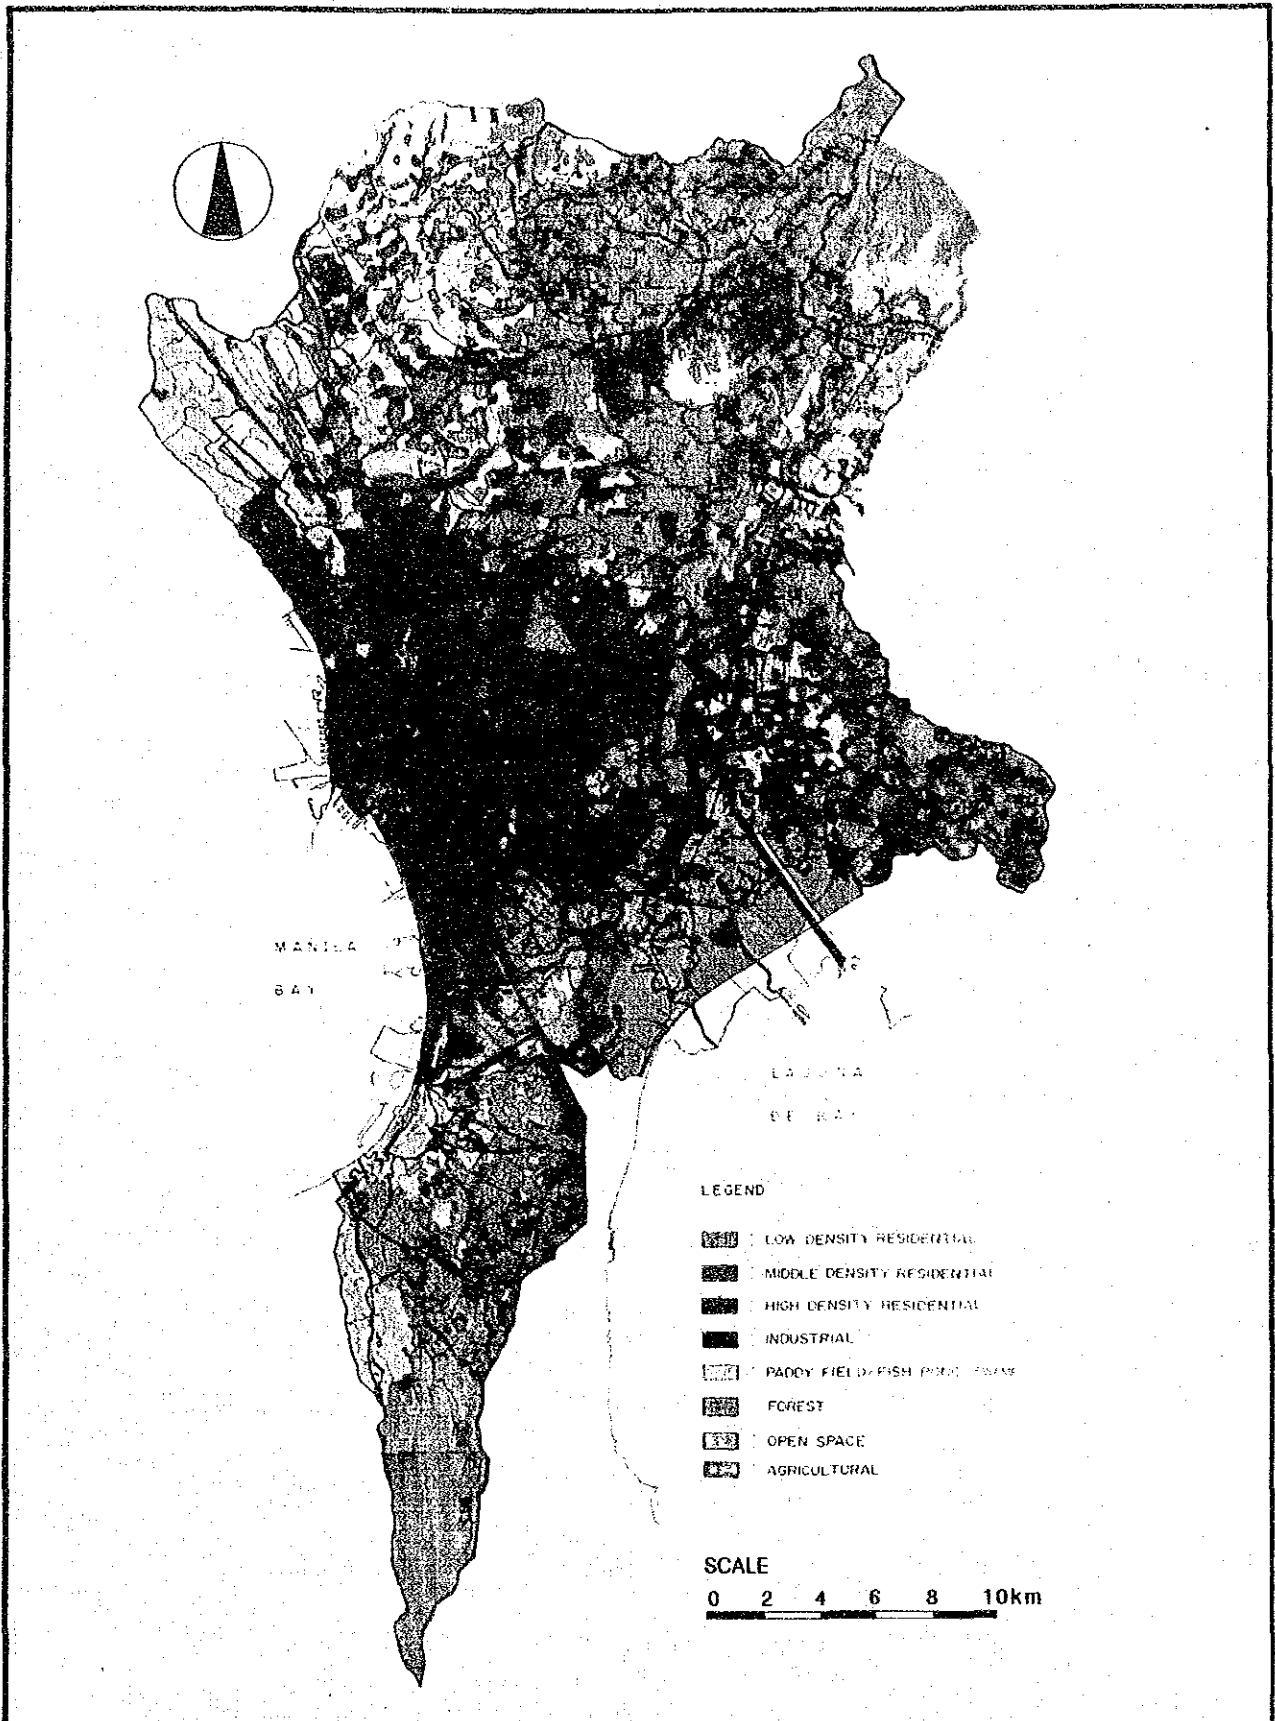 MANILA
BAY
LAGUNA
DE BAY
LEGEND
: LOW DENSITY RESIDENTIAL
: MIDDLE DENSITY RESIDENTIAL
: HIGH DENSITY RESIDENTIAL
: INDUSTRIAL
: PADDY FIELD, FISH POND,
: FOREST
: OPEN SPACE
: AGRICULTURAL
SCALE
0 2 4 6 8 10km